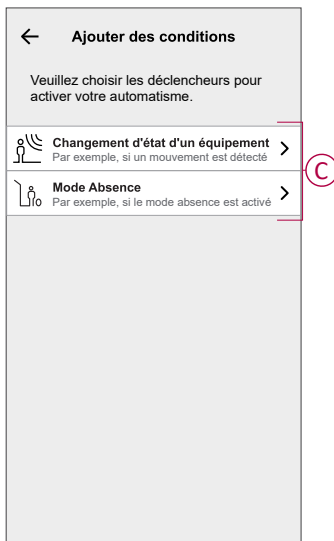 Ajouter des conditions
Veuillez choisir les déclencheurs pour
activer votre automatisme.
Changement d'état d'un équipement
Par exemple, si un mouvement est détecté
Mode Absence
Par exemple, si le mode absence est activé
C